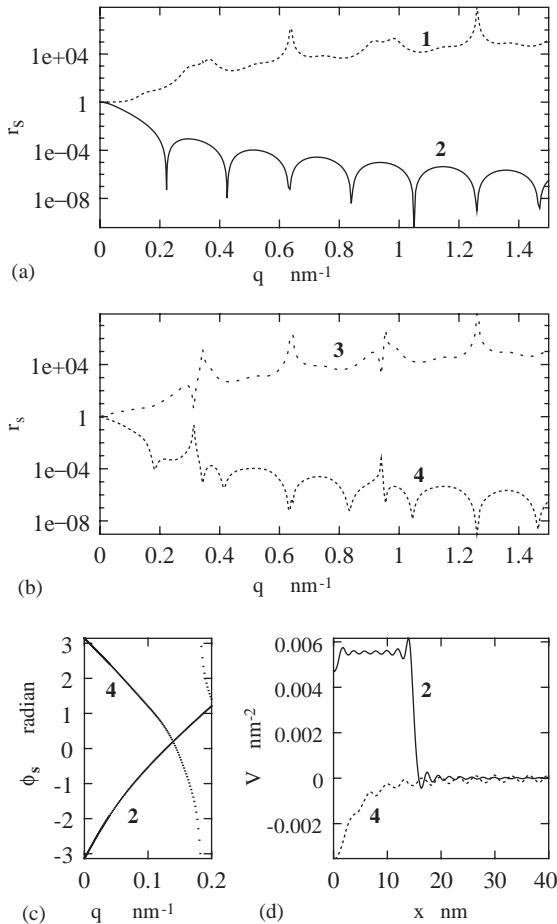 1e+04
1
1e−04
1e−08
r_s
1
2
0 0.2 0.4 0.6 0.8 1 1.2 1.4
(a) q nm⁻¹
1e+04
1
1e−04
1e−08
r_s
3
4
0 0.2 0.4 0.6 0.8 1 1.2 1.4
(b) q nm⁻¹
3
2
1
0
-1
-2
-3
ϕ_s radian
4
2
0 0.1 0.2
(c) q nm⁻¹
0.006
0.004
0.002
0
-0.002
V nm⁻²
2
4
0 10 20 30 40
(d) x nm